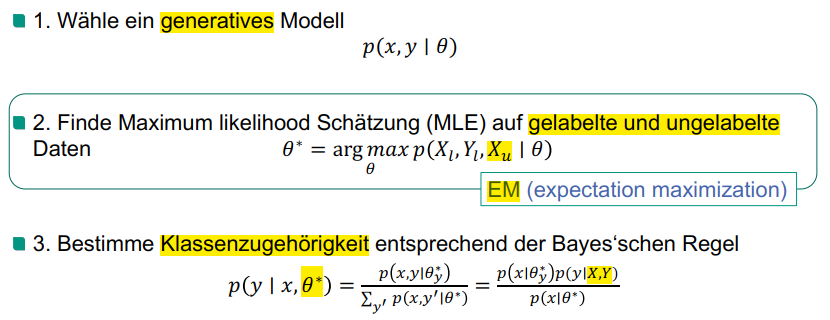 1. Wähle ein generatives Modell
p(x, y | θ)
2. Finde Maximum likelihood Schätzung (MLE) auf gelabelte und ungelabelte
Daten θ* = arg max_θ p(X_l, Y_l, X_u | θ)
EM (expectation maximization)
3. Bestimme Klassenzugehörigkeit entsprechend der Bayes‘schen Regel
p(y | x, θ*) = p(x,y|θ*_y) / Σ_y′ p(x,y′|θ*) = p(x|θ*_y)p(y|X,Y) / p(x|θ*)